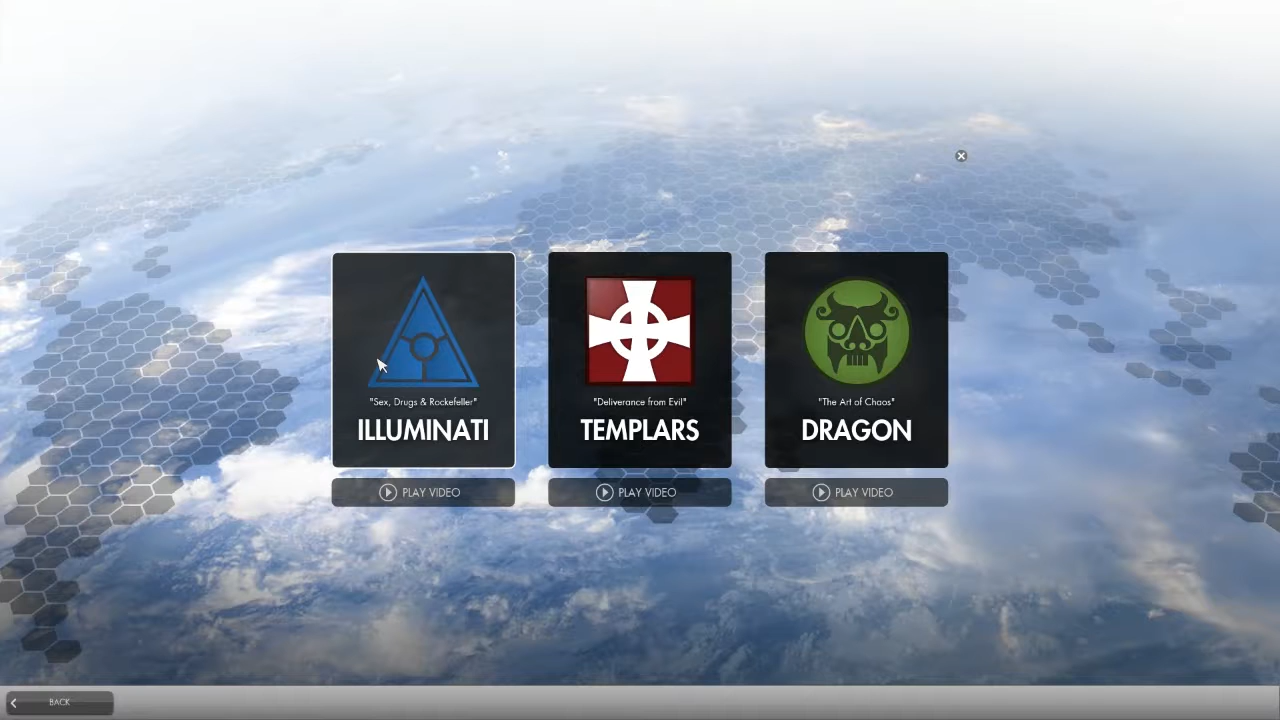 "Sex, Drugs & Rockefeller"
ILLUMINATI
PLAY VIDEO
"Deliverance from Evil"
TEMPLARS
PLAY VIDEO
"The Art of Chaos"
DRAGON
PLAY VIDEO
BACK